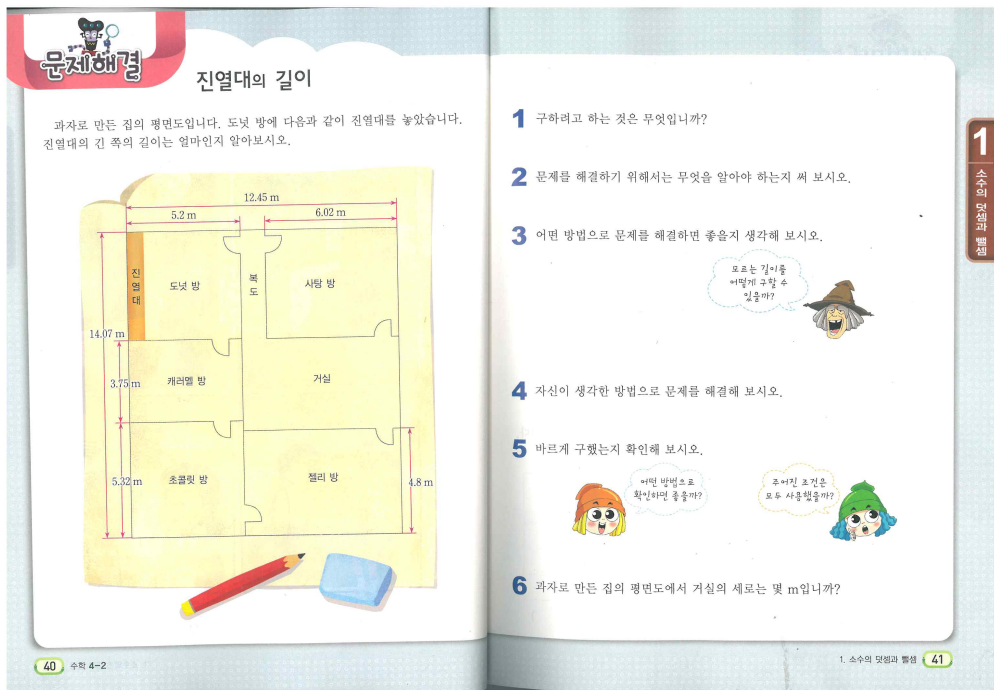 문제해결
진열대의 길이
과자로 만든 집의 평면도입니다. 도넛 방에 다음과 같이 진열대를 놓았습니다.
진열대의 긴 쪽의 길이는 얼마인지 알아보시오.
12.45 m
5.2 m
6.02 m
진열대
도넛 방
복도
사탕 방
14.07 m
3.75 m
캐러멜 방
거실
5.32 m
초콜릿 방
젤리 방
4.8 m
40 수학 4-2
1 구하려고 하는 것은 무엇입니까?
2 문제를 해결하기 위해서는 무엇을 알아야 하는지 써 보시오.
3 어떤 방법으로 문제를 해결하면 좋을지 생각해 보시오.
모르는 길이를
어떻게 구할 수
있을까?
4 자신이 생각한 방법으로 문제를 해결해 보시오.
5 바르게 구했는지 확인해 보시오.
어떤 방법으로
확인하면 좋을까?
주어진 조건은
모두 사용했을까?
6 과자로 만든 집의 평면도에서 거실의 세로는 몇 m입니까?
1. 소수의 덧셈과 뺄셈 41
1
소수의 덧셈과 뺄셈